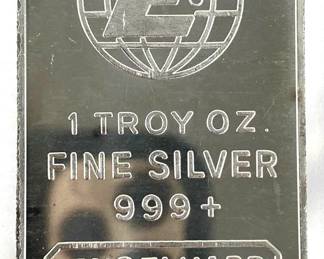 E
1 TROY OZ.
FINE SILVER
999+